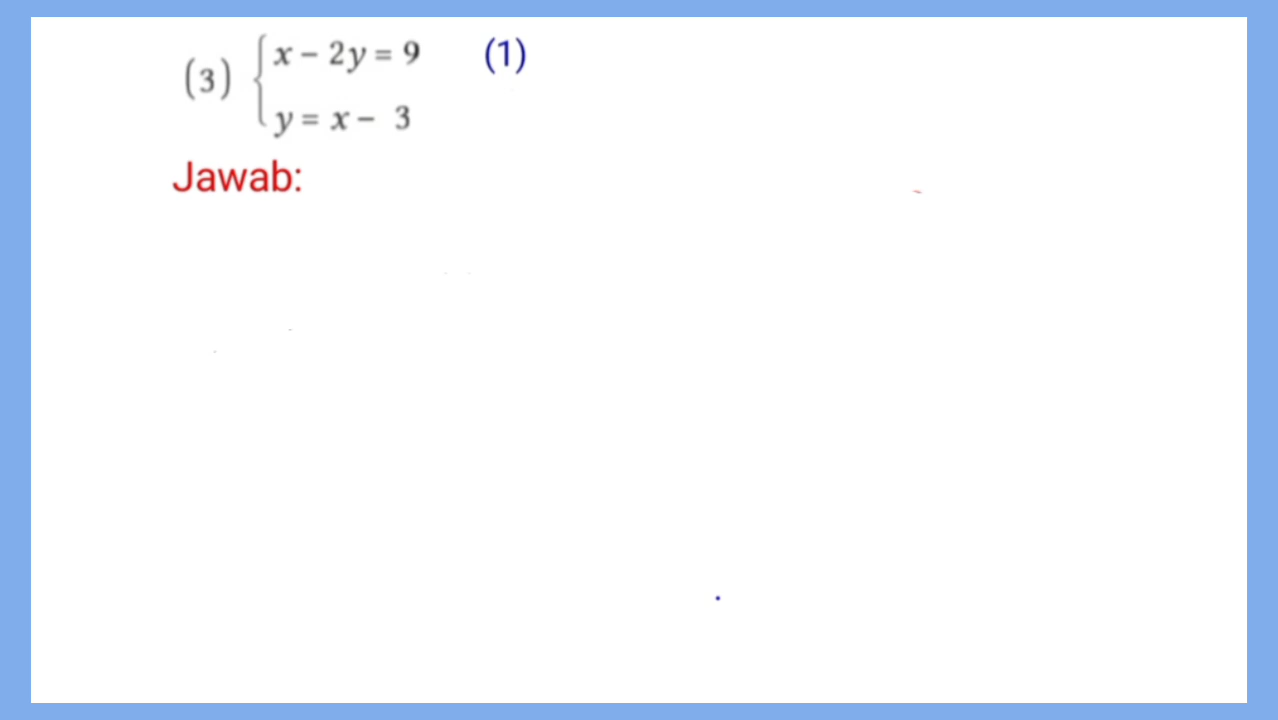 (3) { x − 2y = 9 (1)
y = x − 3
Jawab: